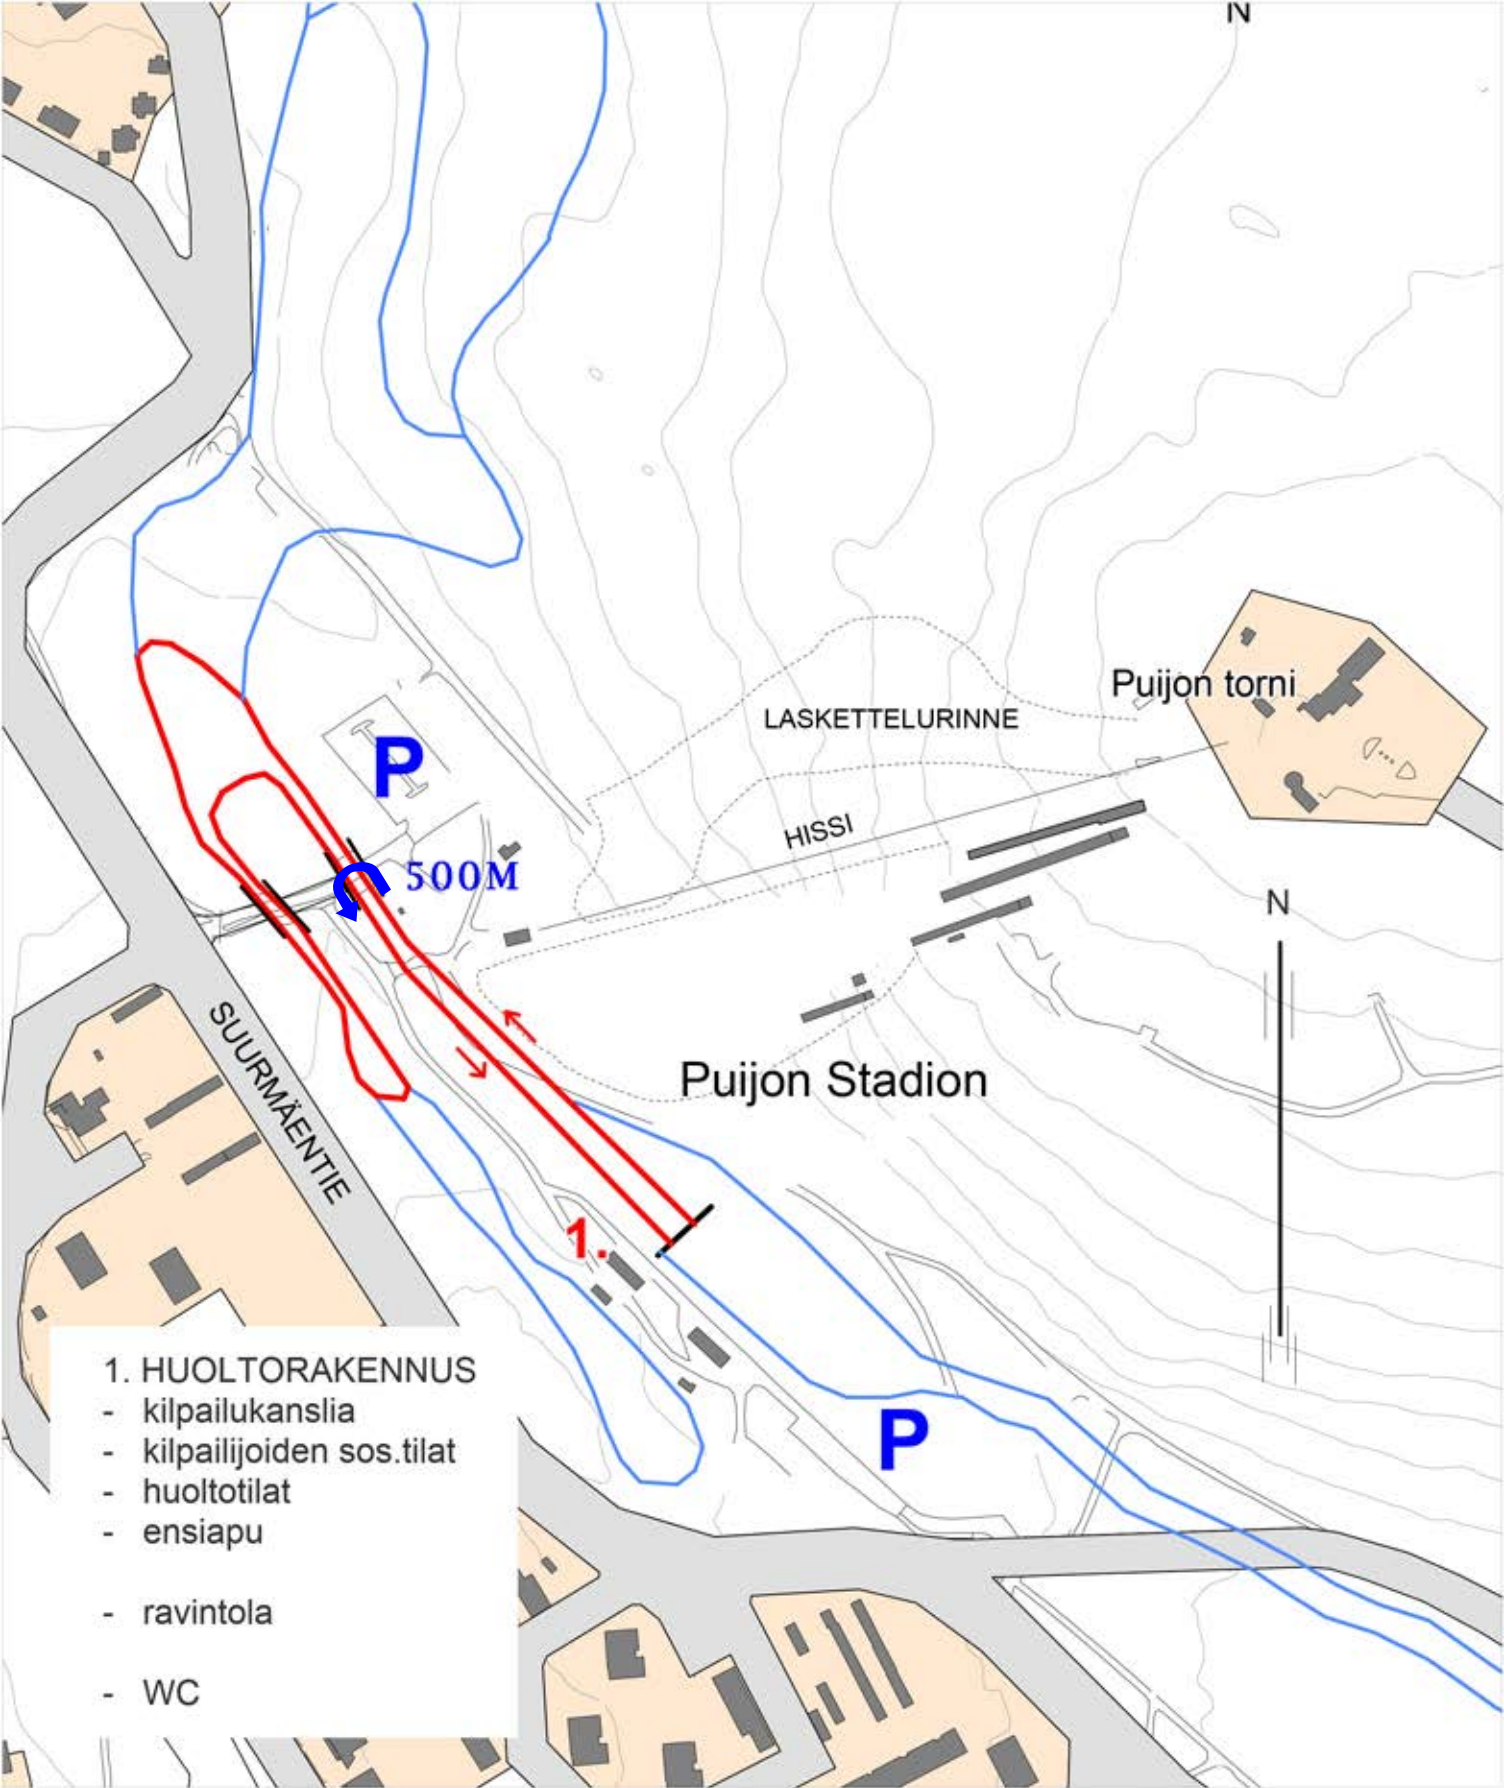 N
Puijon torni
LASKETTELURINNE
P
HISSI
500M
N
SUURMÄENTIE
Puijon Stadion
1.
1. HUOLTORAKENNUS
- kilpailukanslia
- kilpailijoiden sos.tilat
- huoltotilat
- ensiapu
- ravintola
- WC
P